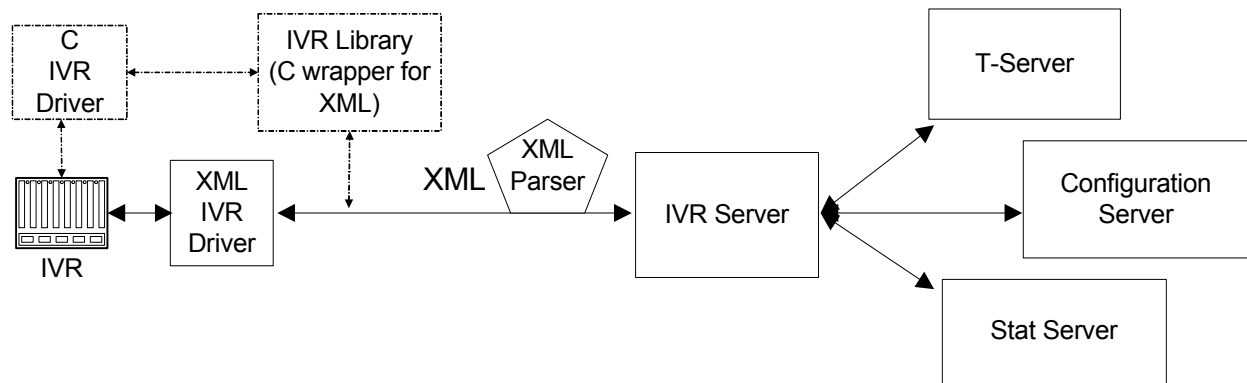 C
IVR
Driver
IVR Library
(C wrapper for
XML)
T-Server
XML
IVR
Driver
XML
XML
Parser
IVR Server
Configuration
Server
IVR
Stat Server